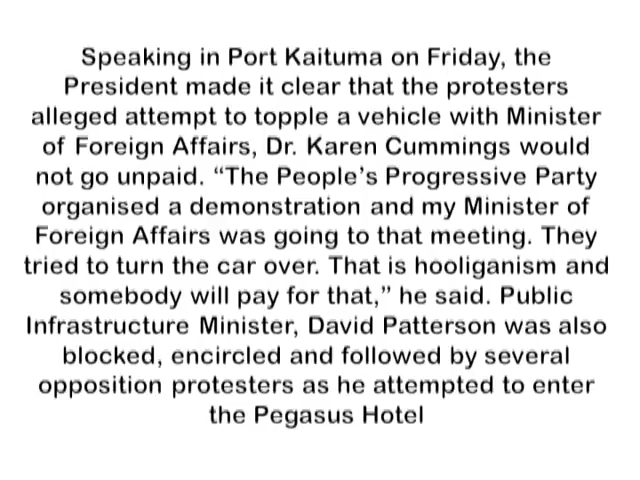 Speaking in Port Kaituma on Friday, the
President made it clear that the protesters
alleged attempt to topple a vehicle with Minister
of Foreign Affairs, Dr. Karen Cummings would
not go unpaid. “The People’s Progressive Party
organised a demonstration and my Minister of
Foreign Affairs was going to that meeting. They
tried to turn the car over. That is hooliganism and
somebody will pay for that,” he said. Public
Infrastructure Minister, David Patterson was also
blocked, encircled and followed by several
opposition protesters as he attempted to enter
the Pegasus Hotel